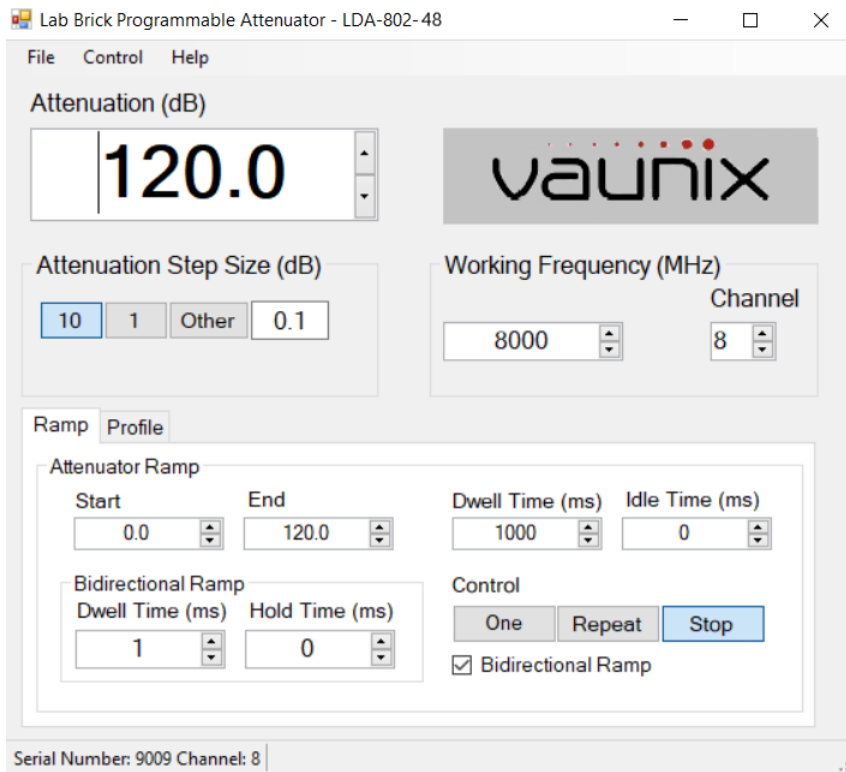 Lab Brick Programmable Attenuator - LDA-802-48
File Control Help
Attenuation (dB)
120.0
vaunix
Attenuation Step Size (dB)
10 1 Other 0.1
Working Frequency (MHz)
Channel
8000 8
Ramp Profile
Attenuator Ramp
Start End Dwell Time (ms) Idle Time (ms)
0.0 120.0 1000 0
Bidirectional Ramp
Dwell Time (ms) Hold Time (ms)
1 0
Control
One Repeat Stop
Bidirectional Ramp
Serial Number: 9009 Channel: 8